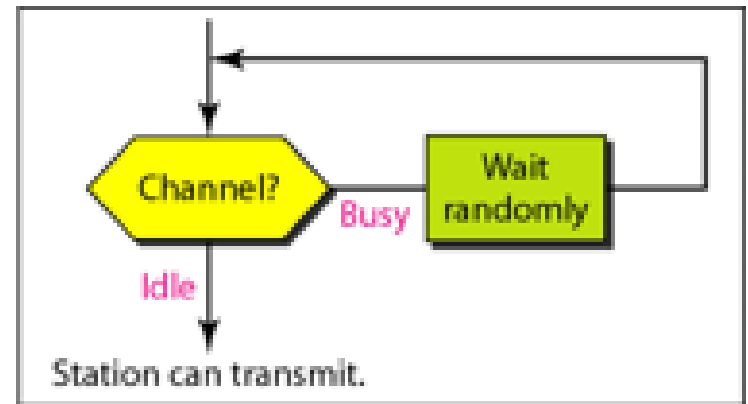 Channel?
Wait
randomly
Busy
Idle
Station can transmit.